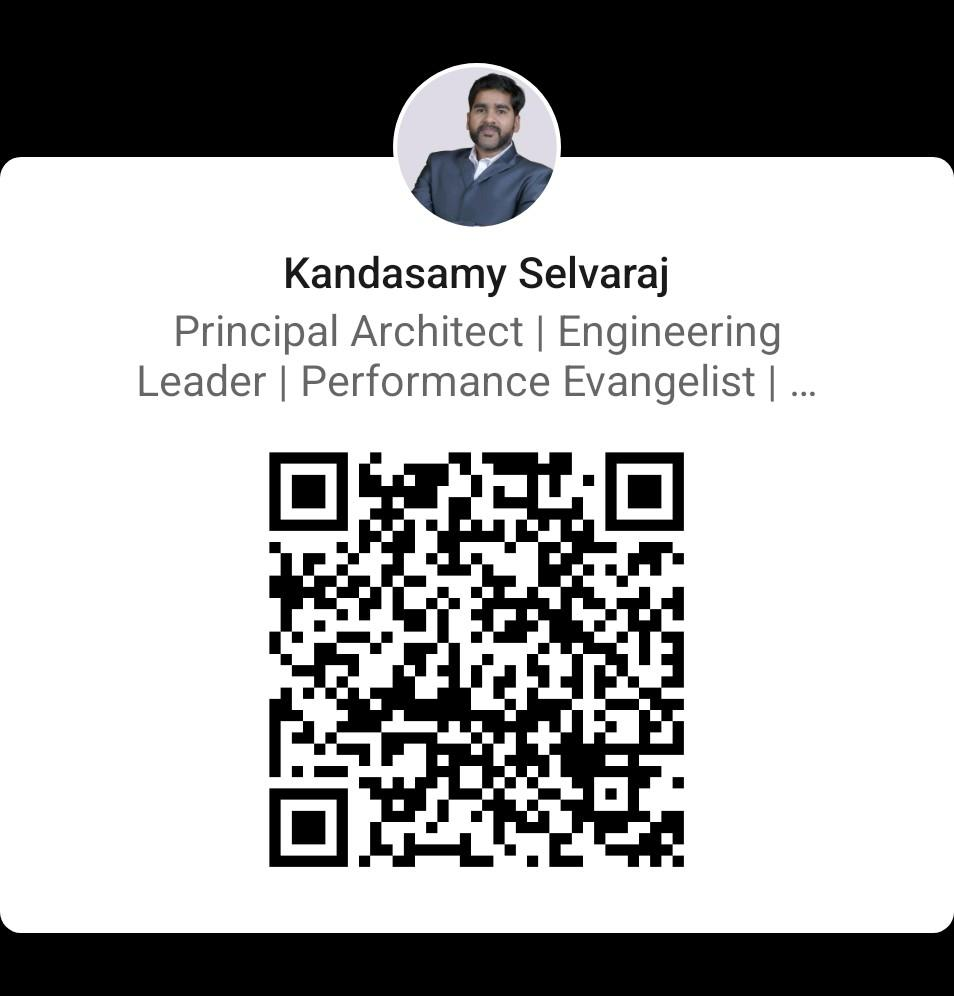 Kandasamy Selvaraj
Principal Architect | Engineering
Leader | Performance Evangelist | ...